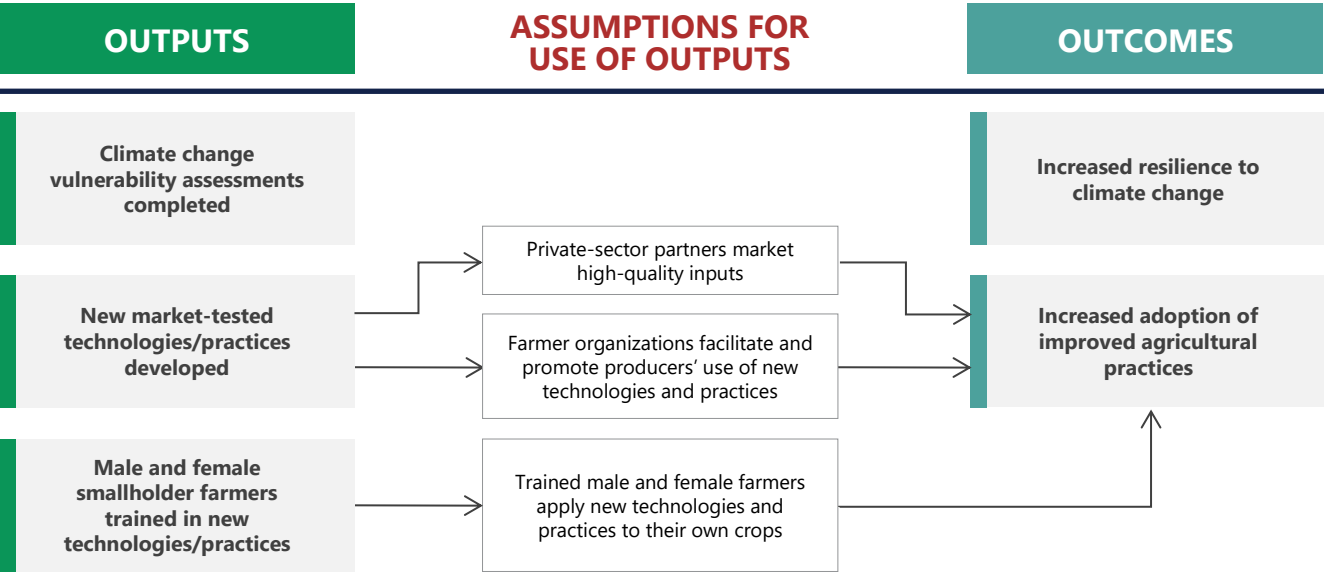 OUTPUTS
ASSUMPTIONS FOR
USE OF OUTPUTS
OUTCOMES
Climate change
vulnerability assessments
completed
New market-tested
technologies/practices
developed
Male and female
smallholder farmers
trained in new
technologies/practices
Private-sector partners market
high-quality inputs
Farmer organizations facilitate and
promote producers’ use of new
technologies and practices
Trained male and female farmers
apply new technologies and
practices to their own crops
Increased resilience to
climate change
Increased adoption of
improved agricultural
practices